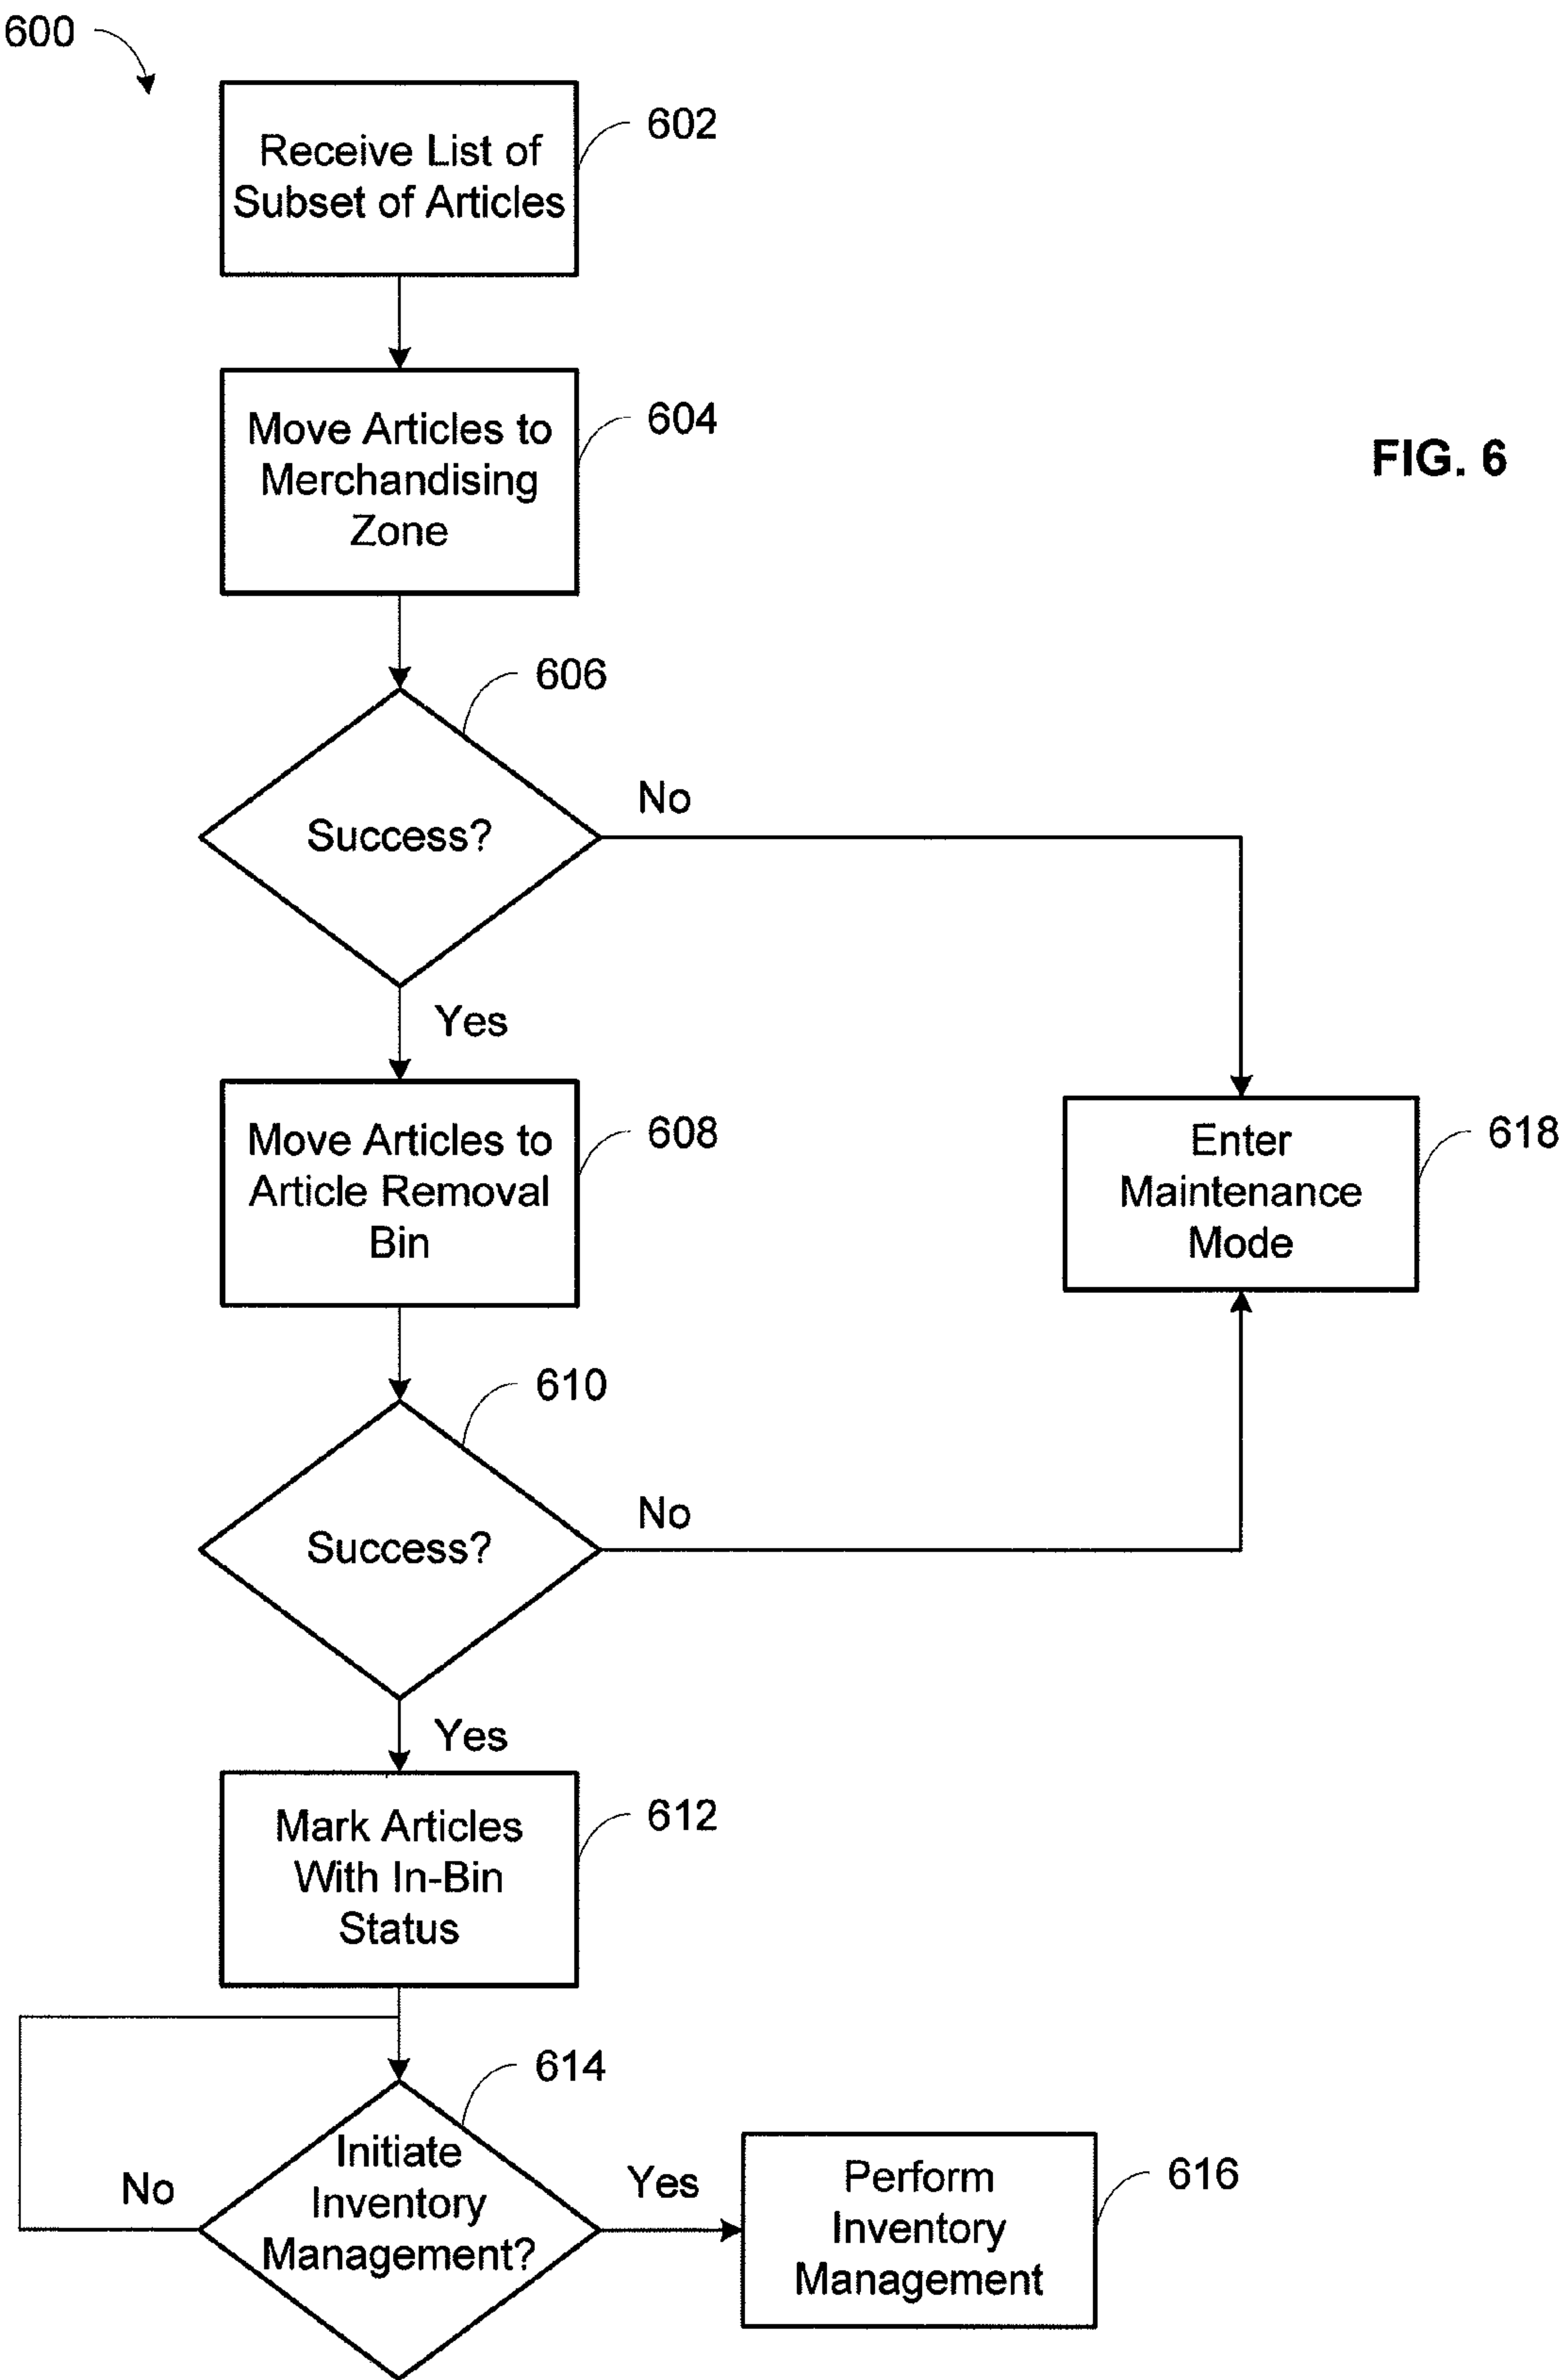 600
Receive List of
Subset of Articles
602
Move Articles to
Merchandising
Zone
604
FIG. 6
606
Success?
No
Yes
Move Articles to
Article Removal
Bin
608
Enter
Maintenance
Mode
618
610
Success?
No
Yes
Mark Articles
With In-Bin
Status
612
614
Initiate
Inventory
Management?
No
Yes
Perform
Inventory
Management
616